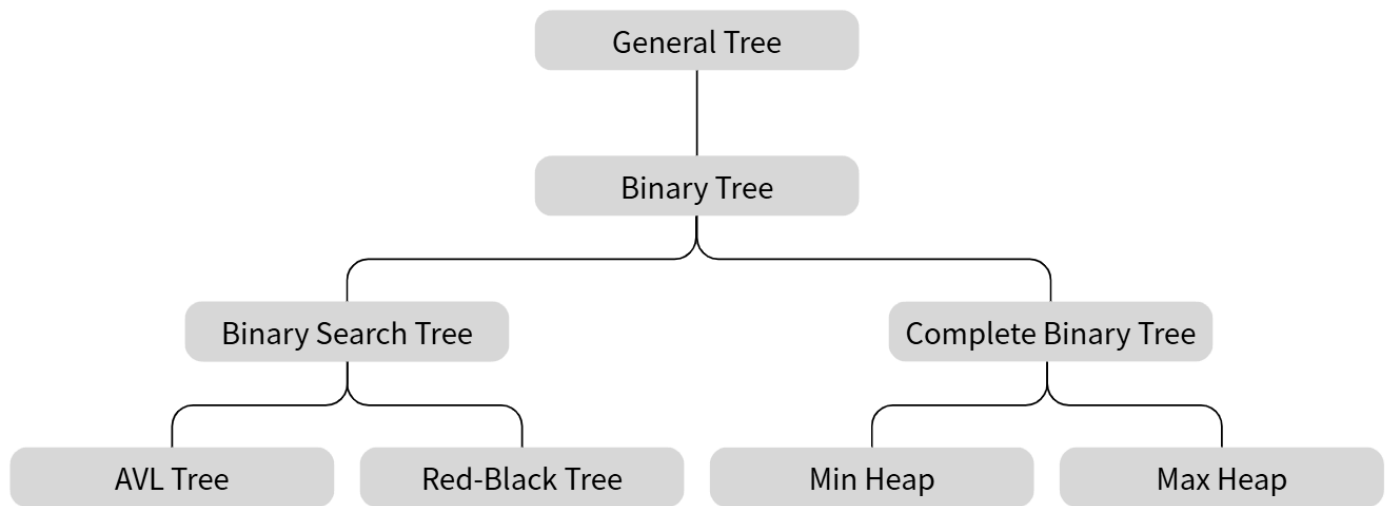 General Tree
Binary Tree
Binary Search Tree
Complete Binary Tree
AVL Tree
Red-Black Tree
Min Heap
Max Heap